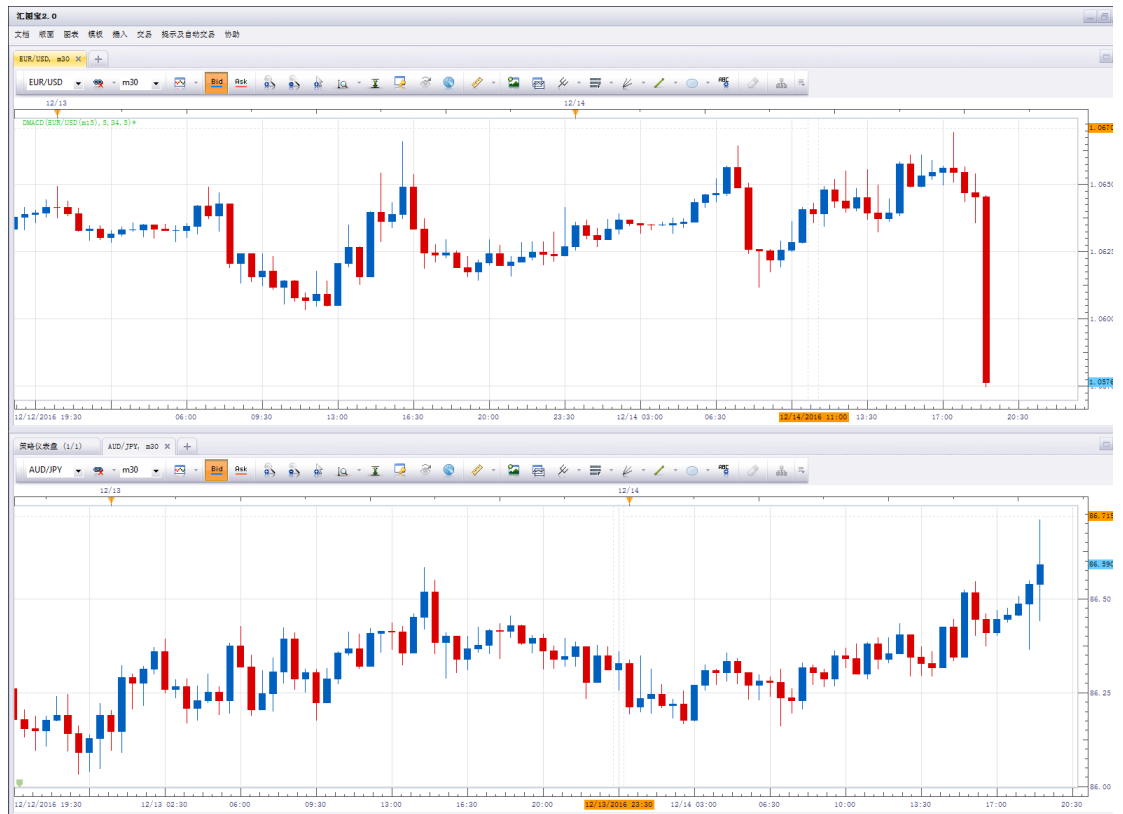 汇图宝2.0
文档 版面 图表 模板 插入 交易 提示及自动交易 协助
EUR/USD, m30
EUR/USD m30 Bid Ask ABC
12/13 12/14
DMACD(EUR/USD(m15),5,34,5)*
1.0670
1.0650
1.0625
1.0600
1.0576
12/12/2016 19:30 06:00 09:30 13:00 16:30 20:00 23:30 12/14 03:00 06:30 12/14/2016 11:00 13:30 17:00 20:30
策略仪表盘 (1/1) AUD/JPY, m30
AUD/JPY m30 Bid Ask ABC
12/13 12/14
86.715
86.590
86.50
86.25
86.00
12/12/2016 19:30 12/13 02:30 06:00 09:30 13:00 16:30 20:00 12/13/2016 23:30 12/14 03:00 06:30 10:00 13:30 17:00 20:30